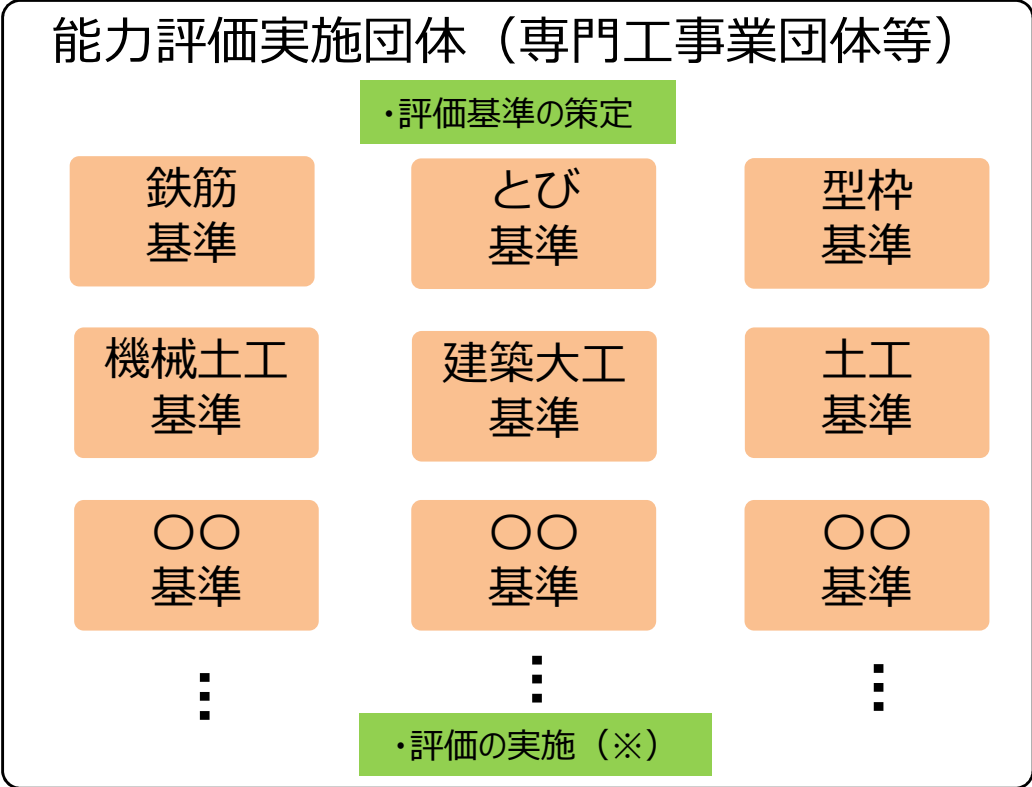 能力評価実施団体（専門工事業団体等）
・評価基準の策定
鉄筋
基準
とび
基準
型枠
基準
機械土工
基準
建築大工
基準
土工
基準
〇〇
基準
〇〇
基準
〇〇
基準
…
…
…
・評価の実施（※）